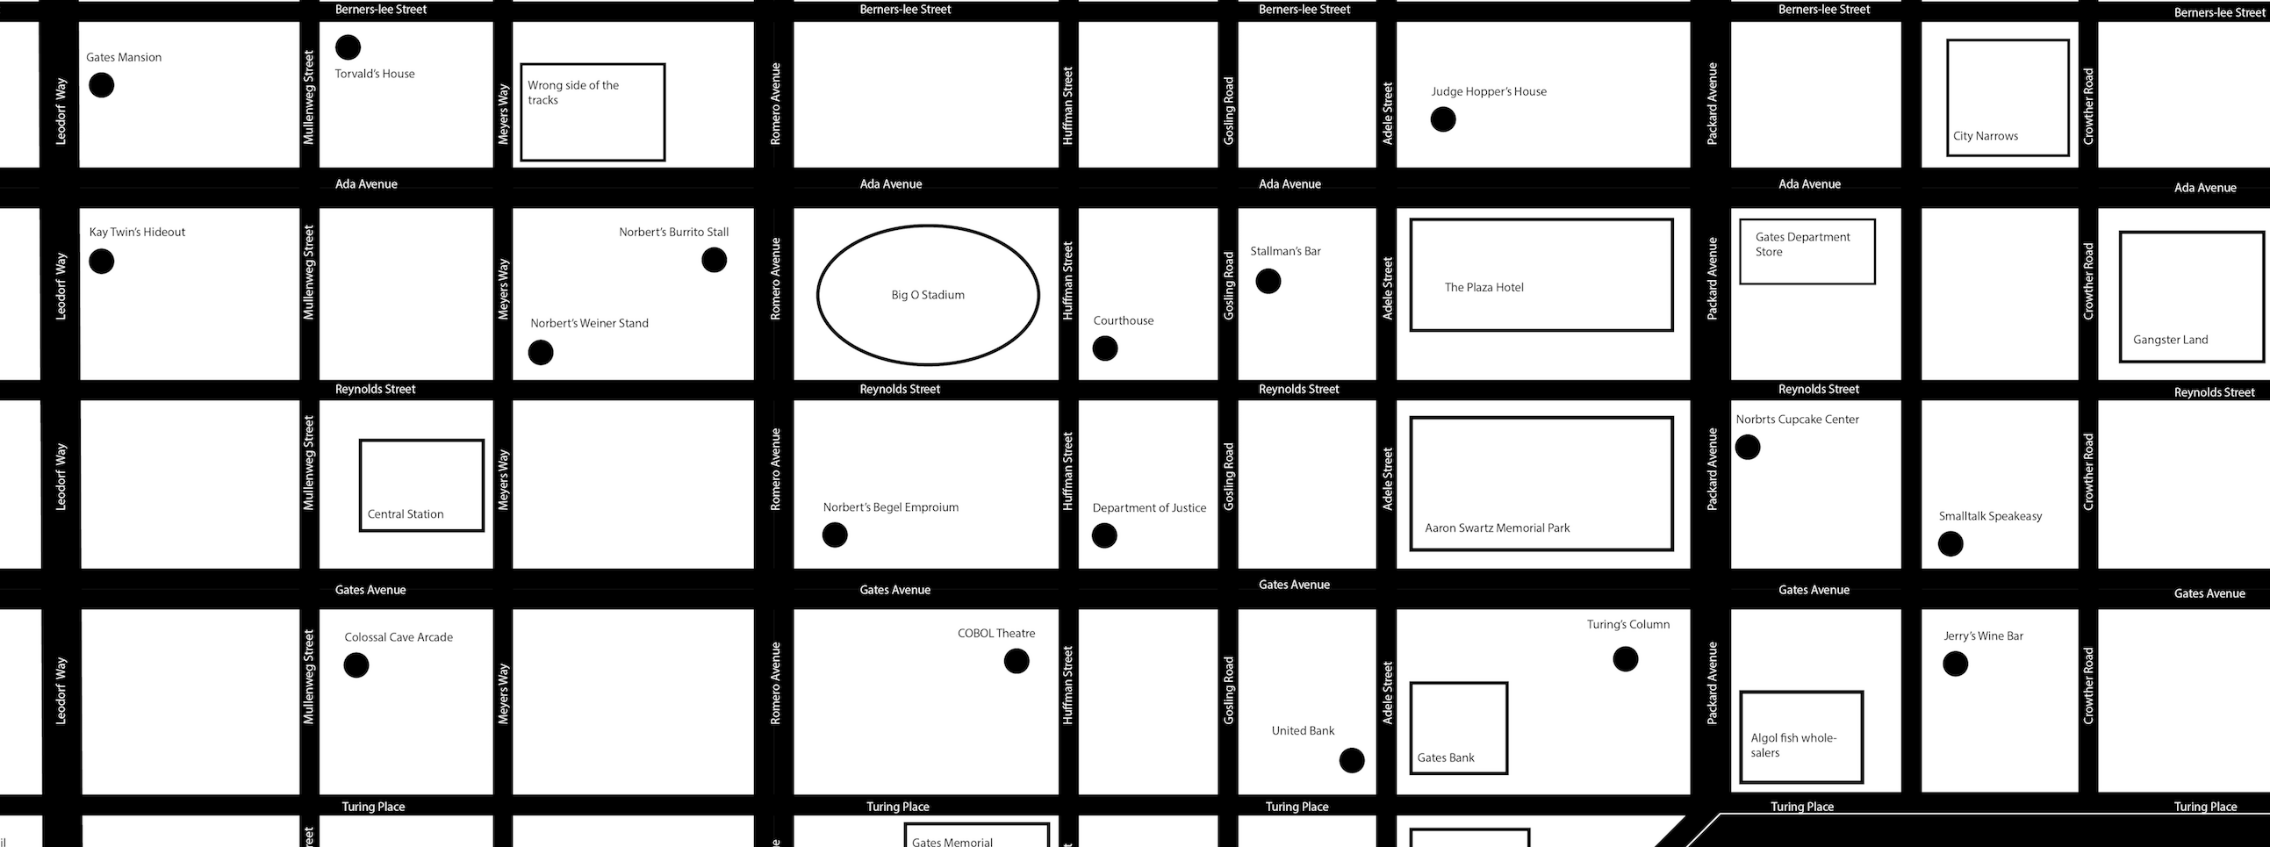 Berners-lee Street
Berners-lee Street
Berners-lee Street
Berners-lee Street
Berners-lee Street
Leodorf Way
Gates Mansion
Mullenweg Street
Torvald's House
Meyers Way
Wrong side of the
tracks
Romero Avenue
Huffman Street
Gosling Road
Adele Street
Judge Hopper's House
Packard Avenue
City Narrows
Crowther Road
Ada Avenue
Ada Avenue
Ada Avenue
Ada Avenue
Ada Avenue
Leodorf Way
Kay Twin's Hideout
Mullenweg Street
Meyers Way
Norbert's Burrito Stall
Norbert's Weiner Stand
Romero Avenue
Big O Stadium
Huffman Street
Courthouse
Gosling Road
Stallman's Bar
Adele Street
The Plaza Hotel
Packard Avenue
Gates Department
Store
Crowther Road
Gangster Land
Reynolds Street
Reynolds Street
Reynolds Street
Reynolds Street
Reynolds Street
Leodorf Way
Mullenweg Street
Central Station
Meyers Way
Romero Avenue
Norbert's Begel Emproium
Huffman Street
Department of Justice
Gosling Road
Adele Street
Aaron Swartz Memorial Park
Packard Avenue
Norbrts Cupcake Center
Smalltalk Speakeasy
Crowther Road
Gates Avenue
Gates Avenue
Gates Avenue
Gates Avenue
Gates Avenue
Leodorf Way
Mullenweg Street
Colossal Cave Arcade
Meyers Way
Romero Avenue
COBOL Theatre
Huffman Street
Gosling Road
United Bank
Adele Street
Gates Bank
Turing's Column
Packard Avenue
Algol fish whole-
salers
Jerry's Wine Bar
Crowther Road
Turing Place
Turing Place
Turing Place
Turing Place
Turing Place
Gates Memorial